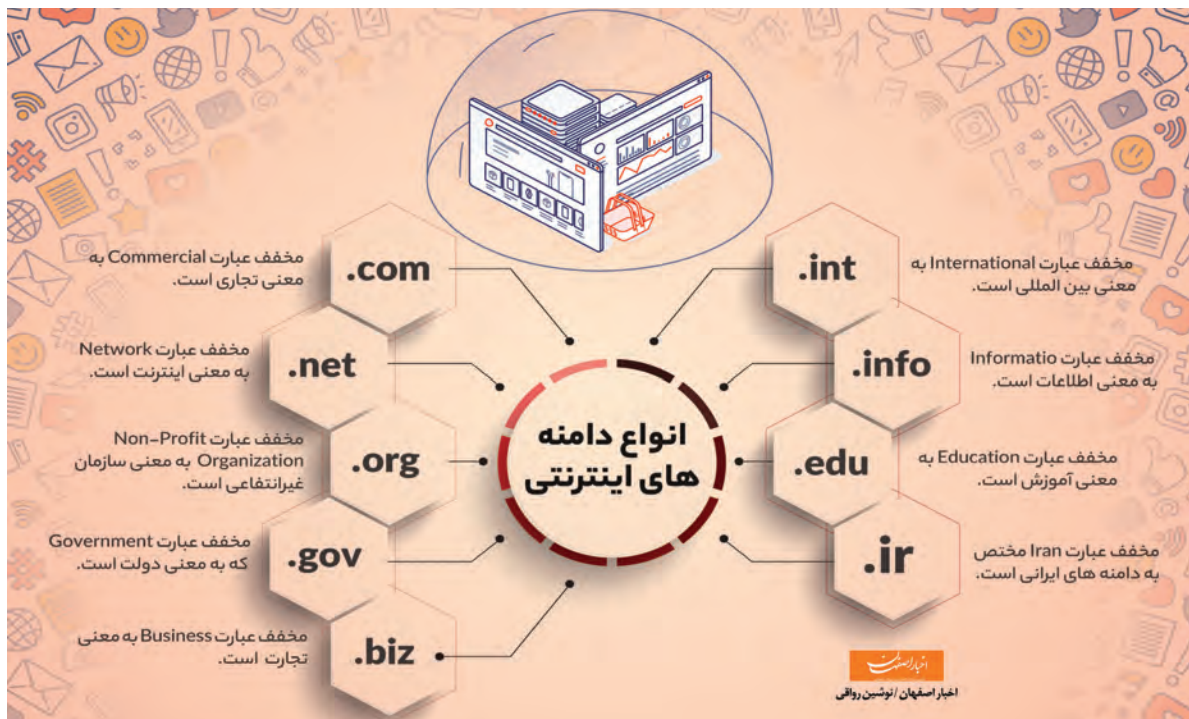 انواع دامنه
های اینترنتی
.int
مخفف عبارت International به
معنی بین المللی است.
.info
مخفف عبارت Informatio
به معنی اطلاعات است.
.edu
مخفف عبارت Education به
معنی آموزش است.
.ir
مخفف عبارت Iran مختص
به دامنه های ایرانی است.
.com
مخفف عبارت Commercial به
معنی تجاری است.
.net
مخفف عبارت Network
به معنی اینترنت است.
.org
مخفف عبارت Non-Profit
Organization به معنی سازمان
غیرانتفاعی است.
.gov
مخفف عبارت Government
که به معنی دولت است.
.biz
مخفف عبارت Business به معنی
تجارت است.
اخبار اصفهان
اخبار اصفهان / نوشین رواقی